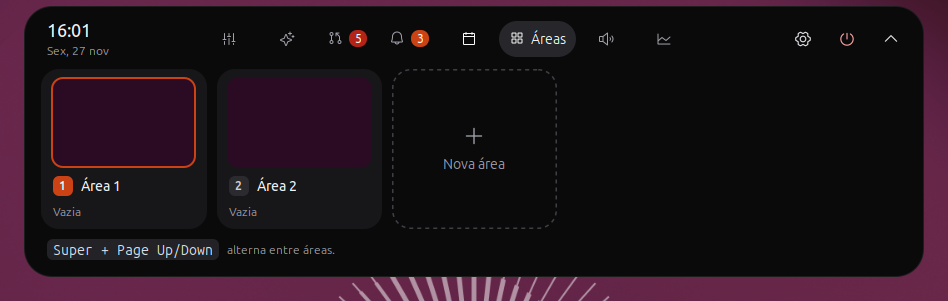 16:01
Sex, 27 nov
5
3
Áreas
1 Área 1
Vazia
2 Área 2
Vazia
Nova área
Super + Page Up/Down alterna entre áreas.